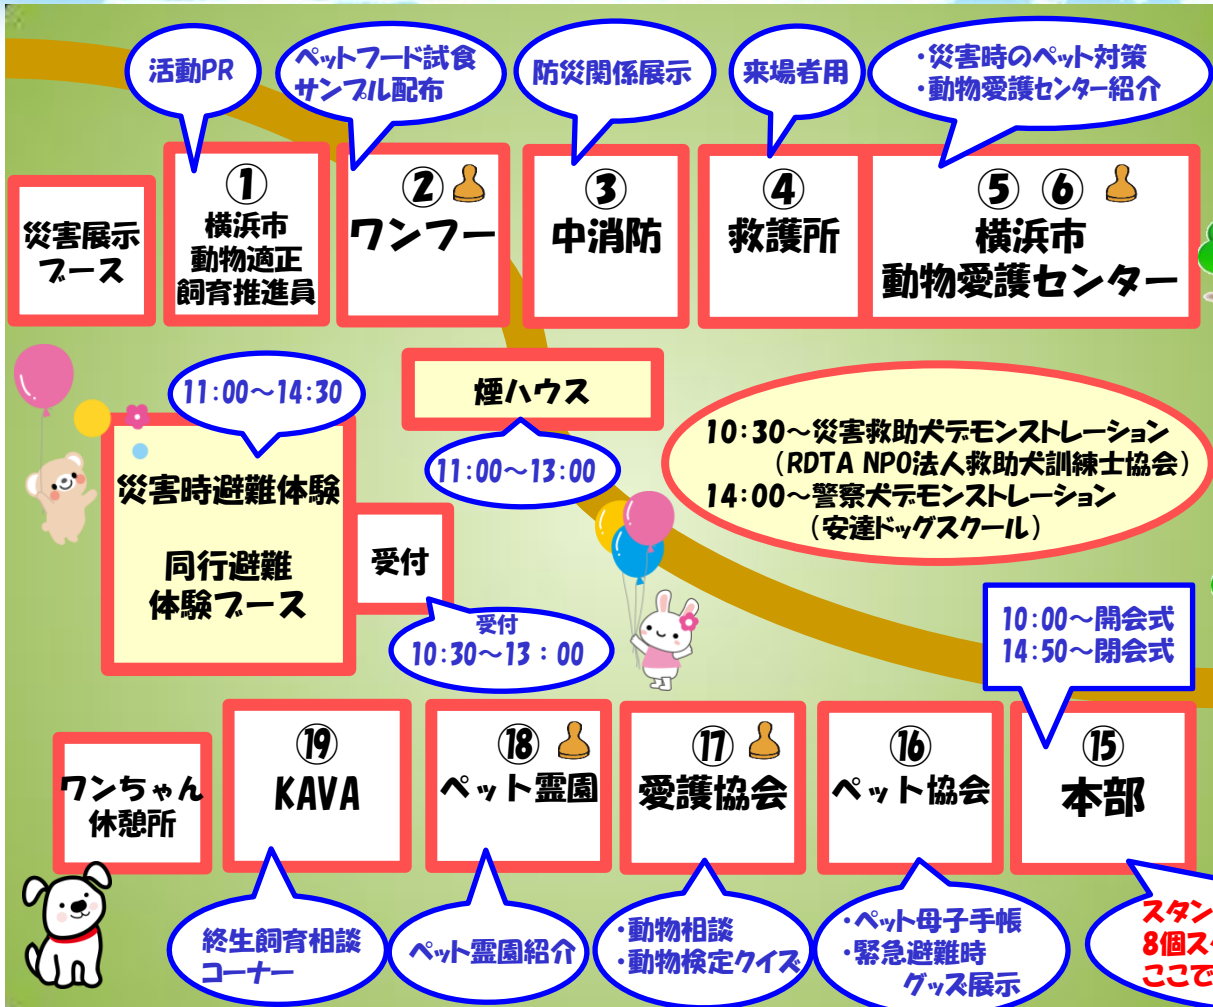 活動PR
ペットフード試食
サンプル配布
防災関係展示
来場者用
・災害時のペット対策
・動物愛護センター紹介
災害展示
ブース
①
横浜市
動物適正
飼育推進員
②
ワンフー
③
中消防
④
救護所
⑤ ⑥
横浜市
動物愛護センター
11:00～14:30
災害時避難体験
同行避難
体験ブース
受付
受付
10:30～13：00
煙ハウス
11:00～13:00
10:30～災害救助犬デモンストレーション
（RDTA NPO法人救助犬訓練士協会）
14:00～警察犬デモンストレーション
（安達ドッグスクール）
10:00～開会式
14:50～閉会式
ワンちゃん
休憩所
⑲
KAVA
⑱
ペット霊園
⑰
愛護協会
⑯
ペット協会
⑮
本部
終生飼育相談
コーナー
ペット霊園紹介
・動物相談
・動物検定クイズ
・ペット母子手帳
・緊急避難時
グッズ展示
スタン
8個ス
ここで